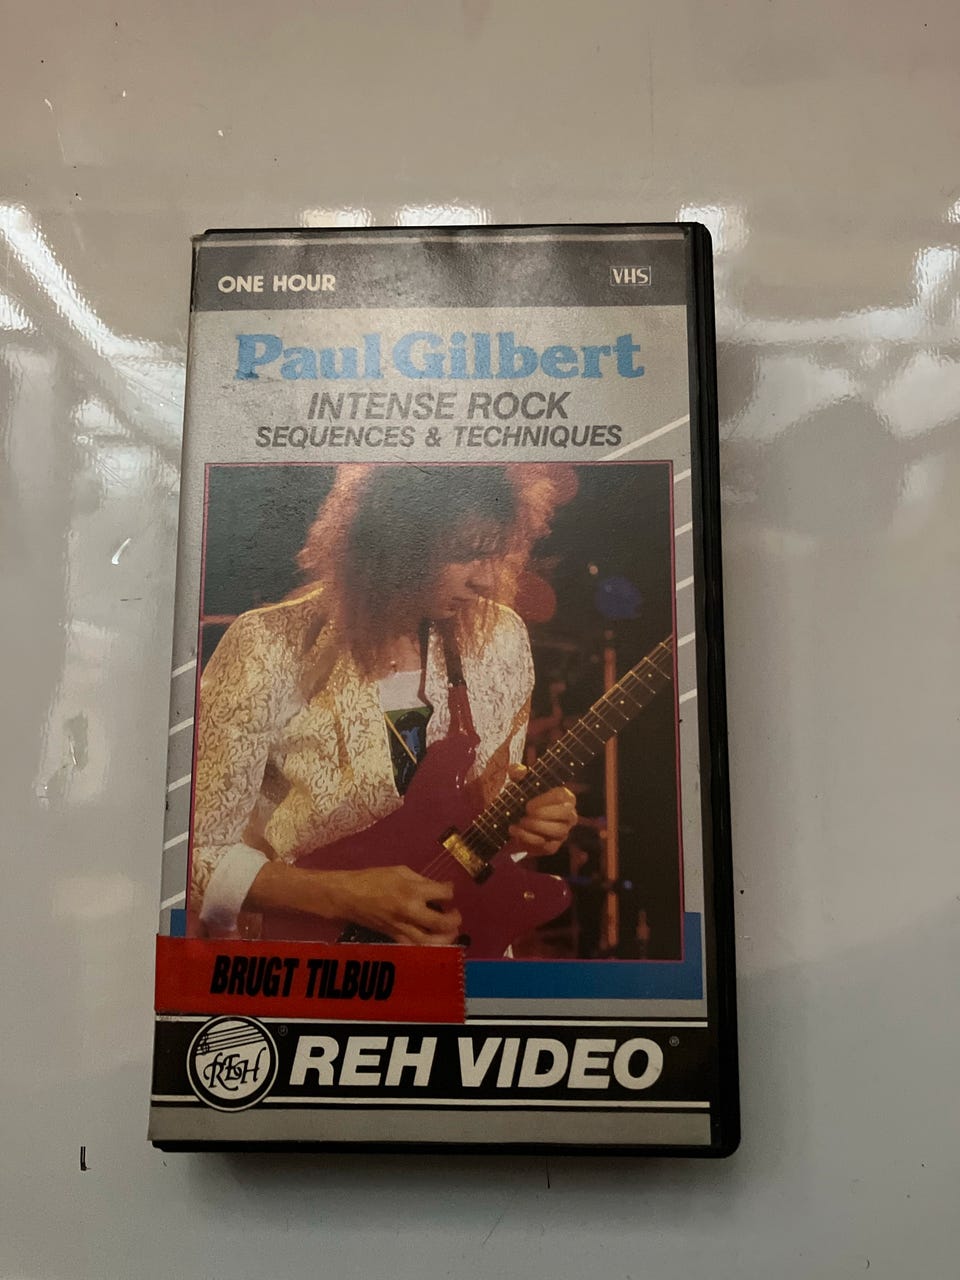 ONE HOUR
VHS
Paul Gilbert
INTENSE ROCK
SEQUENCES & TECHNIQUES
BRUGT TILBUD
REH
®
REH VIDEO®